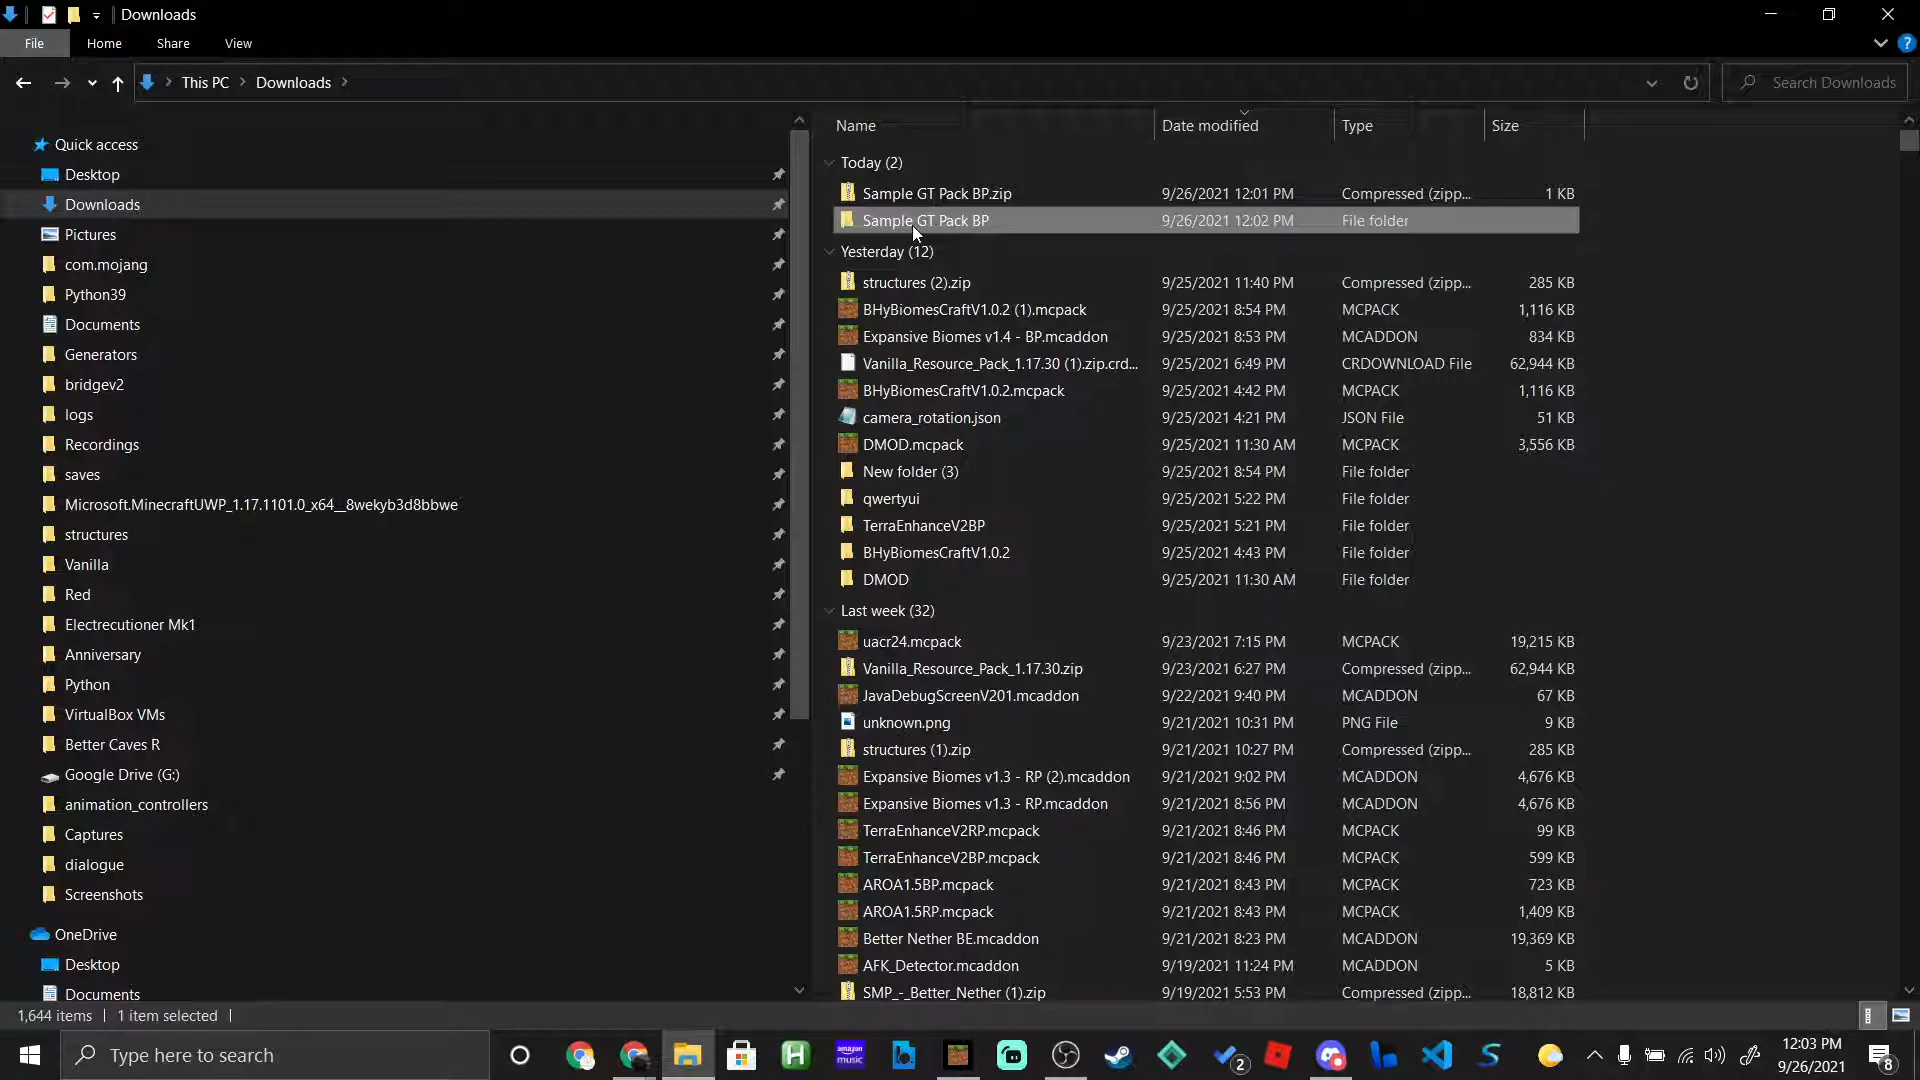 Downloads
File
Home
Share
View
This PC
Downloads
Search Downloads
Quick access
Desktop
Downloads
Pictures
com.mojang
Python39
Documents
Generators
bridgev2
logs
Recordings
saves
Microsoft.MinecraftUWP_1.17.1101.0_x64__8wekyb3d8bbwe
structures
Vanilla
Red
Electrecutioner Mk1
Anniversary
Python
VirtualBox VMs
Better Caves R
Google Drive (G:)
animation_controllers
Captures
dialogue
Screenshots
OneDrive
Desktop
Documents
Name Date modified Type Size
Today (2)
Sample GT Pack BP.zip 9/26/2021 12:01 PM Compressed (zipp... 1 KB
Sample GT Pack BP 9/26/2021 12:02 PM File folder
Yesterday (12)
structures (2).zip 9/25/2021 11:40 PM Compressed (zipp... 285 KB
BHyBiomesCraftV1.0.2 (1).mcpack 9/25/2021 8:54 PM MCPACK 1,116 KB
Expansive Biomes v1.4 - BP.mcaddon 9/25/2021 8:53 PM MCADDON 834 KB
Vanilla_Resource_Pack_1.17.30 (1).zip.crd... 9/25/2021 6:49 PM CRDOWNLOAD File 62,944 KB
BHyBiomesCraftV1.0.2.mcpack 9/25/2021 4:42 PM MCPACK 1,116 KB
camera_rotation.json 9/25/2021 4:21 PM JSON File 51 KB
DMOD.mcpack 9/25/2021 11:30 AM MCPACK 3,556 KB
New folder (3) 9/25/2021 8:54 PM File folder
qwertyui 9/25/2021 5:22 PM File folder
TerraEnhanceV2BP 9/25/2021 5:21 PM File folder
BHyBiomesCraftV1.0.2 9/25/2021 4:43 PM File folder
DMOD 9/25/2021 11:30 AM File folder
Last week (32)
uacr24.mcpack 9/23/2021 7:15 PM MCPACK 19,215 KB
Vanilla_Resource_Pack_1.17.30.zip 9/23/2021 6:27 PM Compressed (zipp... 62,944 KB
JavaDebugScreenV201.mcaddon 9/22/2021 9:40 PM MCADDON 67 KB
unknown.png 9/21/2021 10:31 PM PNG File 9 KB
structures (1).zip 9/21/2021 10:27 PM Compressed (zipp... 285 KB
Expansive Biomes v1.3 - RP (2).mcaddon 9/21/2021 9:02 PM MCADDON 4,676 KB
Expansive Biomes v1.3 - RP.mcaddon 9/21/2021 8:56 PM MCADDON 4,676 KB
TerraEnhanceV2RP.mcpack 9/21/2021 8:46 PM MCPACK 99 KB
TerraEnhanceV2BP.mcpack 9/21/2021 8:46 PM MCPACK 599 KB
AROA1.5BP.mcpack 9/21/2021 8:43 PM MCPACK 723 KB
AROA1.5RP.mcpack 9/21/2021 8:43 PM MCPACK 1,409 KB
Better Nether BE.mcaddon 9/21/2021 8:23 PM MCADDON 19,369 KB
AFK_Detector.mcaddon 9/19/2021 11:24 PM MCADDON 5 KB
SMP_-_Better_Nether (1).zip 9/19/2021 5:53 PM Compressed (zipp... 18,812 KB
1,644 items 1 item selected
Type here to search
amazon music
2
12:03 PM
9/26/2021
8